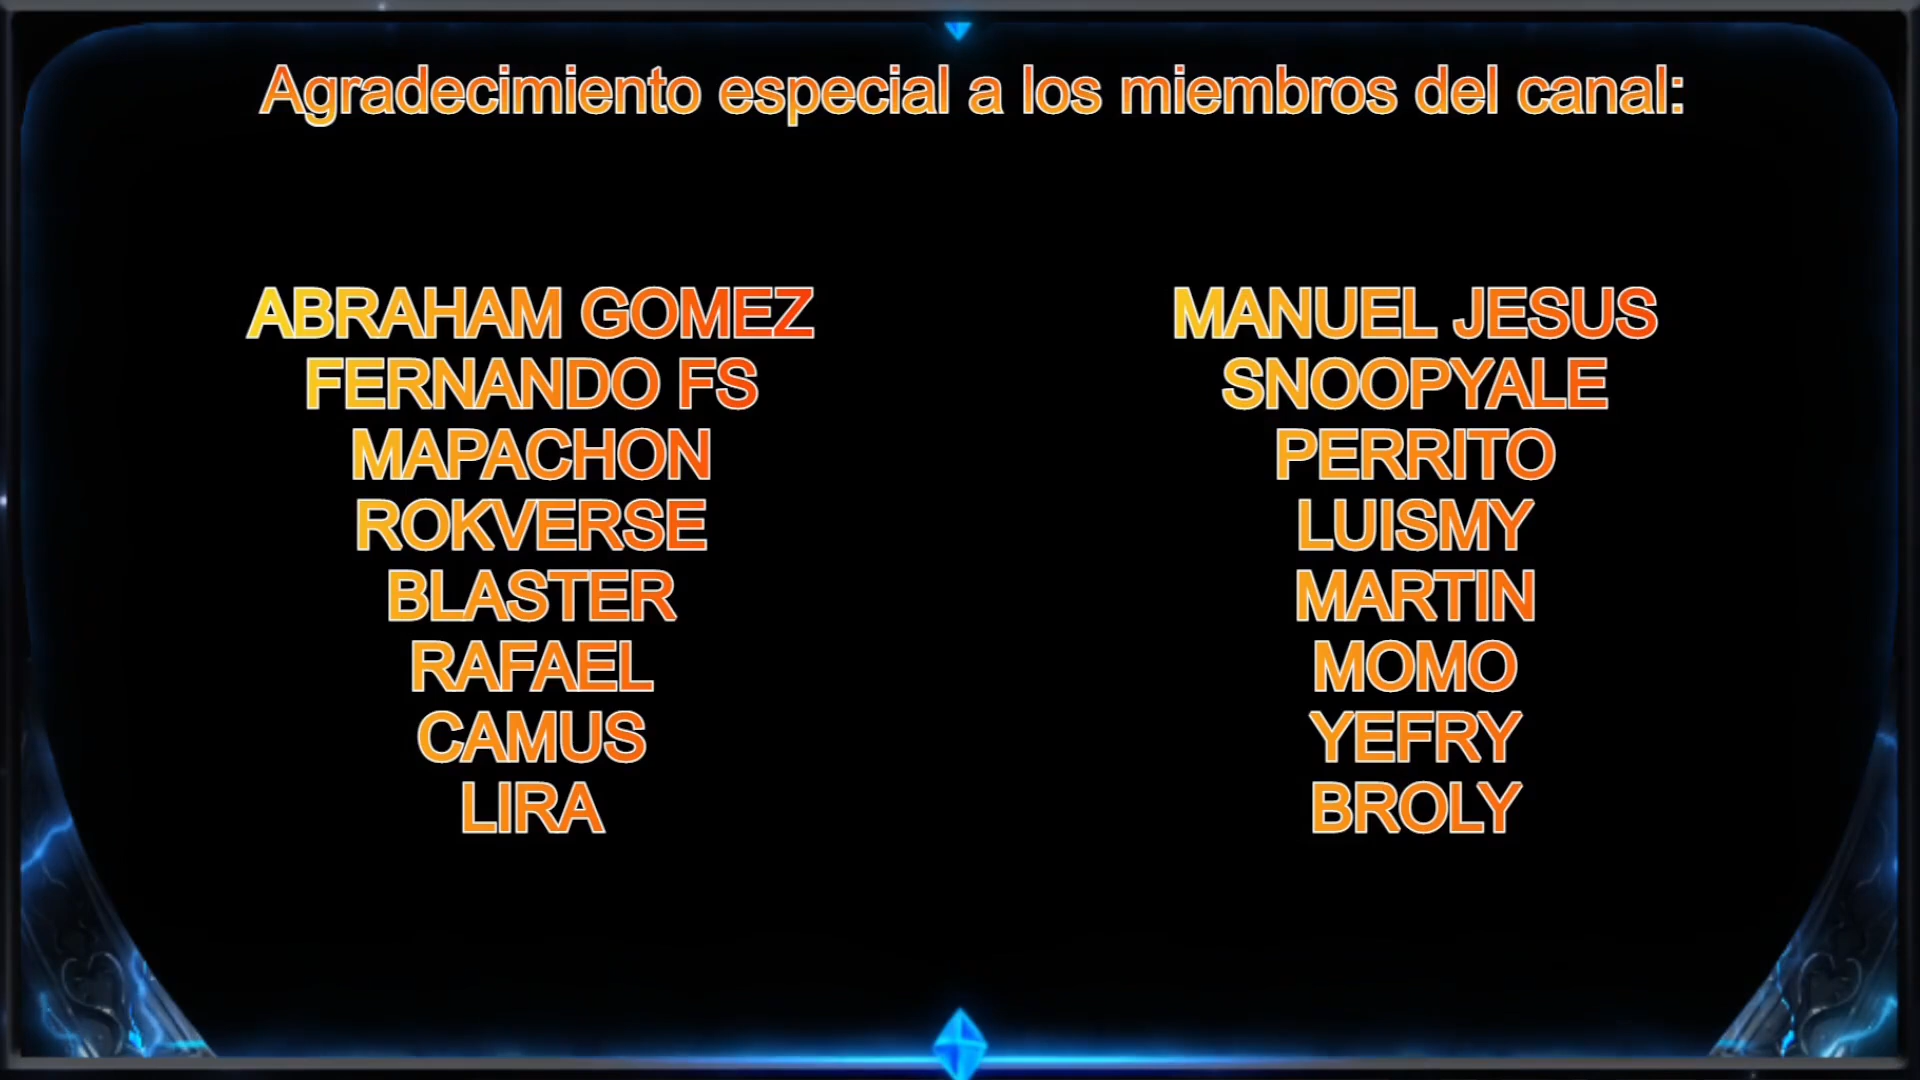 Agradecimiento especial a los miembros del canal:
ABRAHAM GOMEZ
FERNANDO FS
MAPACHON
ROKVERSE
BLASTER
RAFAEL
CAMUS
LIRA
MANUEL JESUS
SNOOPYALE
PERRITO
LUISMY
MARTIN
MOMO
YEFRY
BROLY